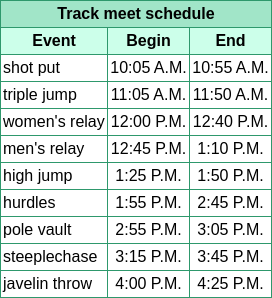 Track meet schedule
Event Begin End
shot put 10:05 A.M. 10:55 A.M.
triple jump 11:05 A.M. 11:50 A.M.
women's relay 12:00 P.M. 12:40 P.M.
men's relay 12:45 P.M. 1:10 P.M.
high jump 1:25 P.M. 1:50 P.M.
hurdles 1:55 P.M. 2:45 P.M.
pole vault 2:55 P.M. 3:05 P.M.
steeplechase 3:15 P.M. 3:45 P.M.
javelin throw 4:00 P.M. 4:25 P.M.